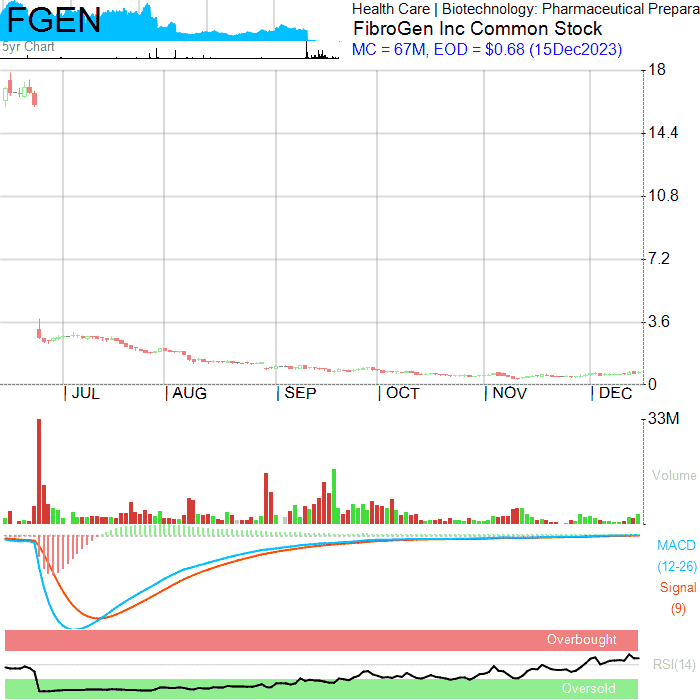 FGEN
5yr Chart
Health Care | Biotechnology: Pharmaceutical Prepara
FibroGen Inc Common Stock
MC = 67M, EOD = $0.68 (15Dec2023)
18
14.4
10.8
7.2
3.6
0
| JUL | AUG | SEP | OCT | NOV | DEC
33M
Volume
MACD
(12-26)
Signal
(9)
Overbought
RSI(14)
Oversold